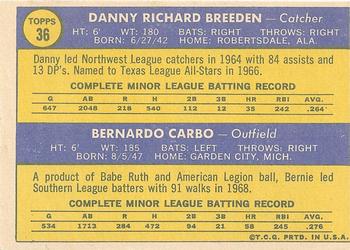 TOPPS
36
DANNY RICHARD BREEDEN — Catcher
HT: 6' WT: 180 BATS: RIGHT THROWS: RIGHT
BORN: 6/27/42 HOME: ROBERTSDALE, ALA.
Danny led Northwest League catchers in 1964 with 84 assists and
13 DP's. Named to Texas League All-Stars in 1966.
COMPLETE MINOR LEAGUE BATTING RECORD
G AB R H 2B 3B HR RBI AVG.
647 2048 218 540 112 12 35 242 .264
BERNARDO CARBO — Outfield
HT: 6' WT: 185 BATS: LEFT THROWS: RIGHT
BORN: 8/5/47 HOME: GARDEN CITY, MICH.
A product of Babe Ruth and American Legion ball, Bernie led
Southern League batters with 91 walks in 1968.
COMPLETE MINOR LEAGUE BATTING RECORD
G AB R H 2B 3B HR RBI AVG.
534 1713 284 472 94 21 58 245 .276
©T.C.G. PRTD. IN U.S.A.